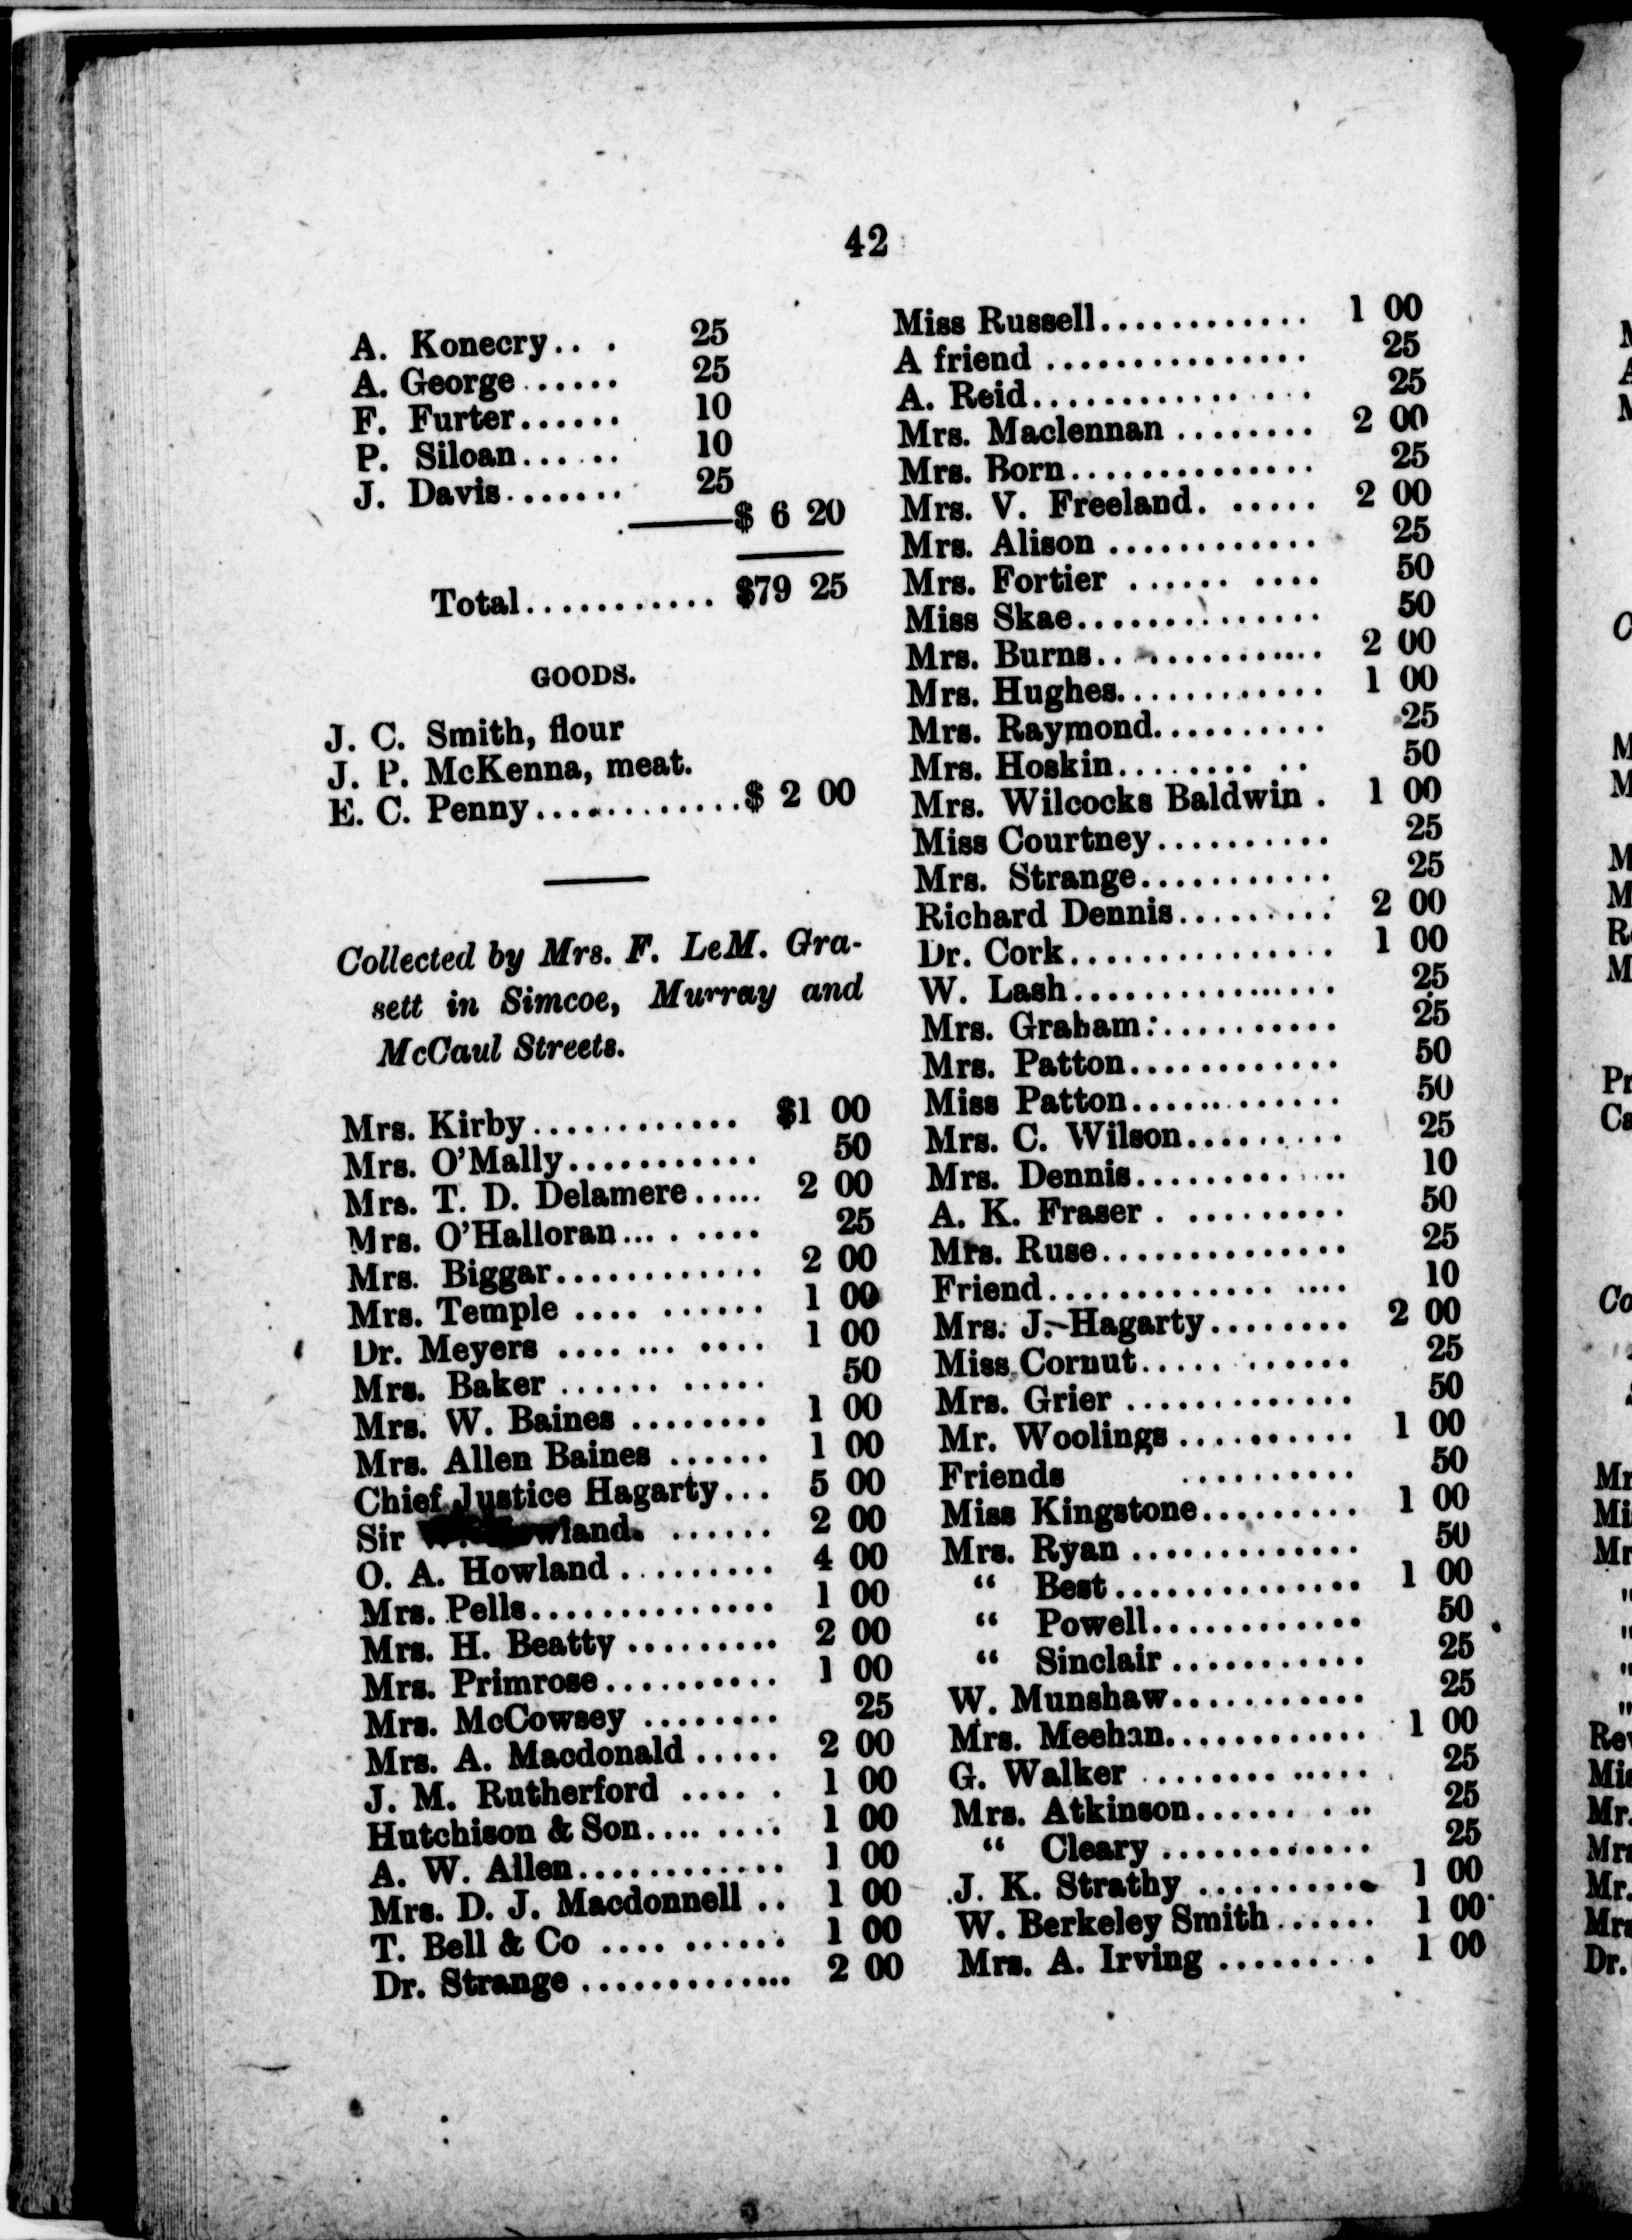 42
A. Konecry... 25
A. George...... 25
F. Furter...... 10
P. Siloan...... 10
J. Davis....... 25
——$ 6 20
Total........... $79 25
GOODS.
J. C. Smith, flour
J. P. McKenna, meat.
E. C. Penny............$ 2 00
Collected by Mrs. F. LeM. Gra-
sett in Simcoe, Murray and
McCaul Streets.
Mrs. Kirby............ $1 00
Mrs. O'Mally........... 50
Mrs. T. D. Delamere..... 2 00
Mrs. O'Halloran... . .... 25
Mrs. Biggar............ 2 00
Mrs. Temple .... ...... 1 00
Dr. Meyers .... ... .... 1 00
Mrs. Baker ...... ..... 50
Mrs. W. Baines ........ 1 00
Mrs. Allen Baines ...... 1 00
Chief Justice Hagarty... 5 00
Sir ...... 2 00
O. A. Howland ......... 4 00
Mrs. Pells.............. 1 00
Mrs. H. Beatty ......... 2 00
Mrs. Primrose.......... 1 00
Mrs. McCowsey ........ 25
Mrs. A. Macdonald ..... 2 00
J. M. Rutherford .... . 1 00
Hutchison & Son.... .... 1 00
A. W. Allen............ 1 00
Mrs. D. J. Macdonnell .. 1 00
T. Bell & Co .... ...... 1 00
Dr. Strange ............. 2 00
Miss Russell............ 1 00
A friend ............... 25
A. Reid................ 25
Mrs. Maclennan ........ 2 00
Mrs. Born.............. 25
Mrs. V. Freeland. ..... 2 00
Mrs. Alison ............ 25
Mrs. Fortier ...... .... 50
Miss Skae.............. 50
Mrs. Burns............. 2 00
Mrs. Hughes............ 1 00
Mrs. Raymond.......... 25
Mrs. Hoskin........ .. 50
Mrs. Wilcocks Baldwin . 1 00
Miss Courtney.......... 25
Mrs. Strange........... 25
Richard Dennis......... 2 00
Dr. Cork............... 1 00
W. Lash............... 25
Mrs. Graham........... 25
Mrs. Patton............ 50
Miss Patton............ 50
Mrs. C. Wilson......... 25
Mrs. Dennis............ 10
A. K. Fraser . ......... 50
Mrs. Ruse.............. 25
Friend............. .... 10
Mrs. J. Hagarty........ 2 00
Miss Cornut..... ...... 25
Mrs. Grier ............. 50
Mr. Woolings .......... 1 00
Friends .......... 50
Miss Kingstone......... 1 00
Mrs. Ryan ............. 50
“ Best.............. 1 00
“ Powell............ 50
“ Sinclair ........... 25
W. Munshaw........... 25
Mrs. Meehan............ 1 00
G. Walker ........ ..... 25
Mrs. Atkinson...... . .. 25
“ Cleary ............ 25
J. K. Strathy .......... 1 00
W. Berkeley Smith...... 1 00
Mrs. A. Irving ......... 1 00